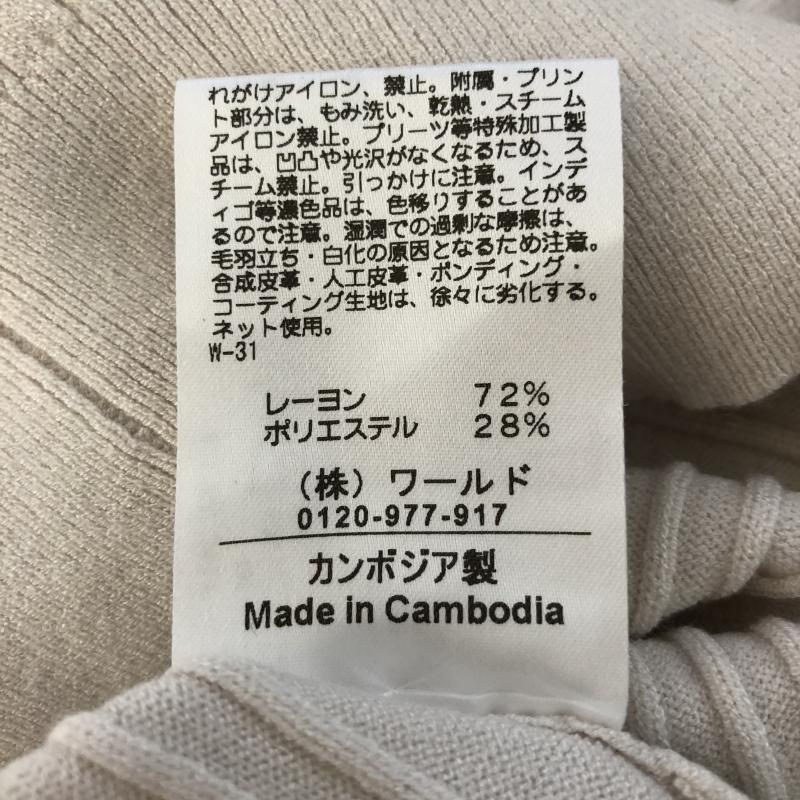 れがけアイロン、禁止。附属・プリン
ト部分は、もみ洗い、乾熱・スチーム
アイロン禁止。プリーツ等特殊加工製
品は、凹凸や光沢がなくなるため、ス
チーム禁止。引っかけに注意。インデ
ィゴ等濃色品は、色移りすることがあ
るので注意。湿潤での過剰な摩擦は、
毛羽立ち・白化の原因となるため注意。
合成皮革・人工皮革・ボンディング・
コーティング生地は、徐々に劣化する。
ネット使用。
W-31
レーヨン 72%
ポリエステル 28%
（株）ワールド
0120-977-917
カンボジア製
Made in Cambodia